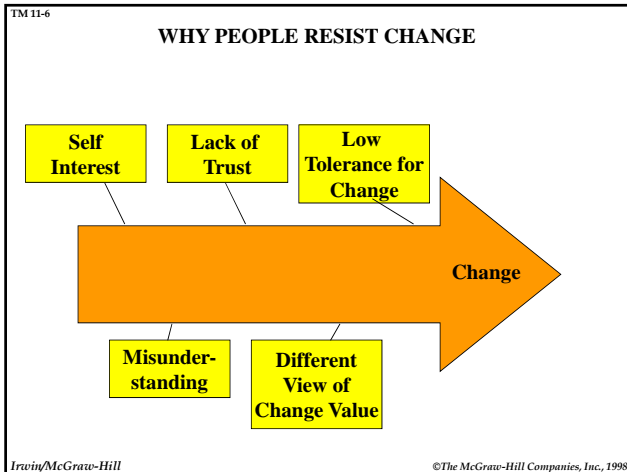 TM 11-6
WHY PEOPLE RESIST CHANGE
Self
Interest
Lack of
Trust
Low
Tolerance for
Change
Change
Misunder-
standing
Different
View of
Change Value
Irwin/McGraw-Hill
©The McGraw-Hill Companies, Inc., 1998